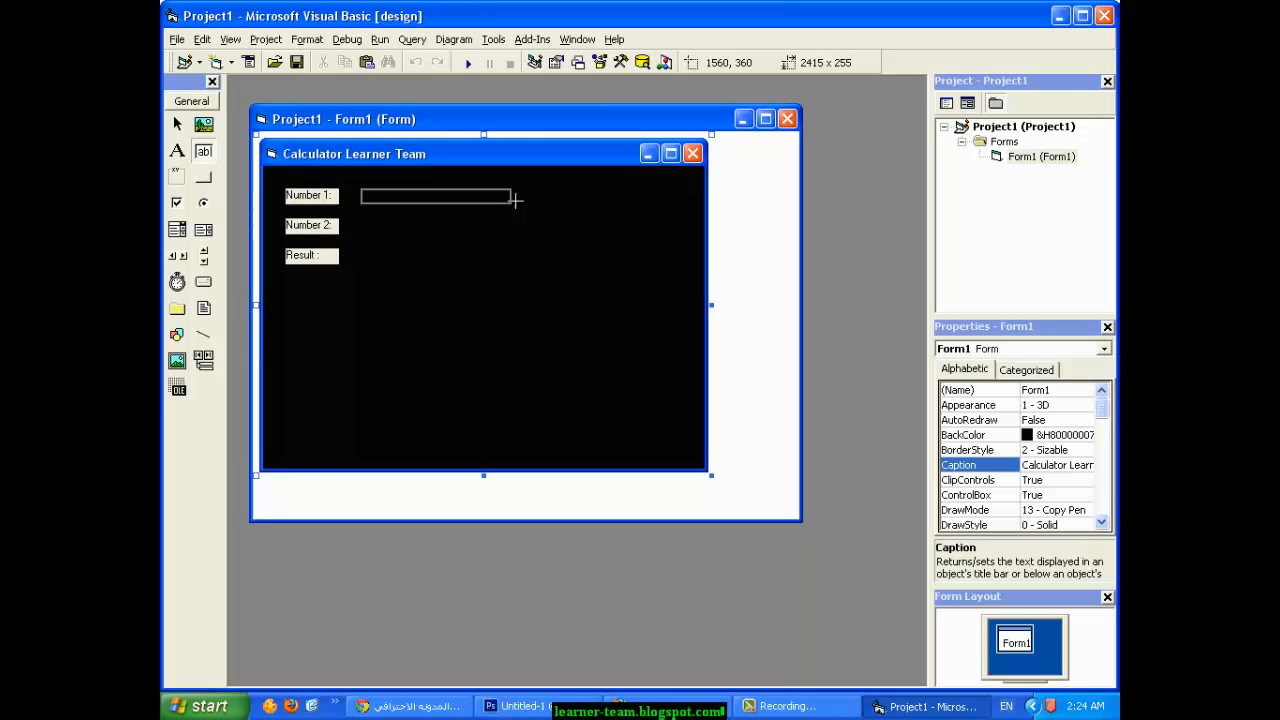 Project1 - Microsoft Visual Basic [design]
File Edit View Project Format Debug Run Query Diagram Tools Add-Ins Window Help
1560, 360 2415 x 255
General
Project1 - Form1 (Form)
Calculator Learner Team
Number 1:
Number 2:
Result :
A
ab
XY
OLE
Project - Project1
Project1 (Project1)
Forms
Form1 (Form1)
Properties - Form1
Form1 Form
Alphabetic Categorized
(Name) Form1
Appearance 1 - 3D
AutoRedraw False
BackColor &H80000007
BorderStyle 2 - Sizable
Caption Calculator Learr
ClipControls True
ControlBox True
DrawMode 13 - Copy Pen
DrawStyle 0 - Solid
Caption
Returns/sets the text displayed in an
object's title bar or below an object's
Form Layout
Form1
start
المدونه الاحترافي...
Ps Untitled-1
Recording...
Project1 - Micros...
EN
2:24 AM
learner-team.blogspot.com